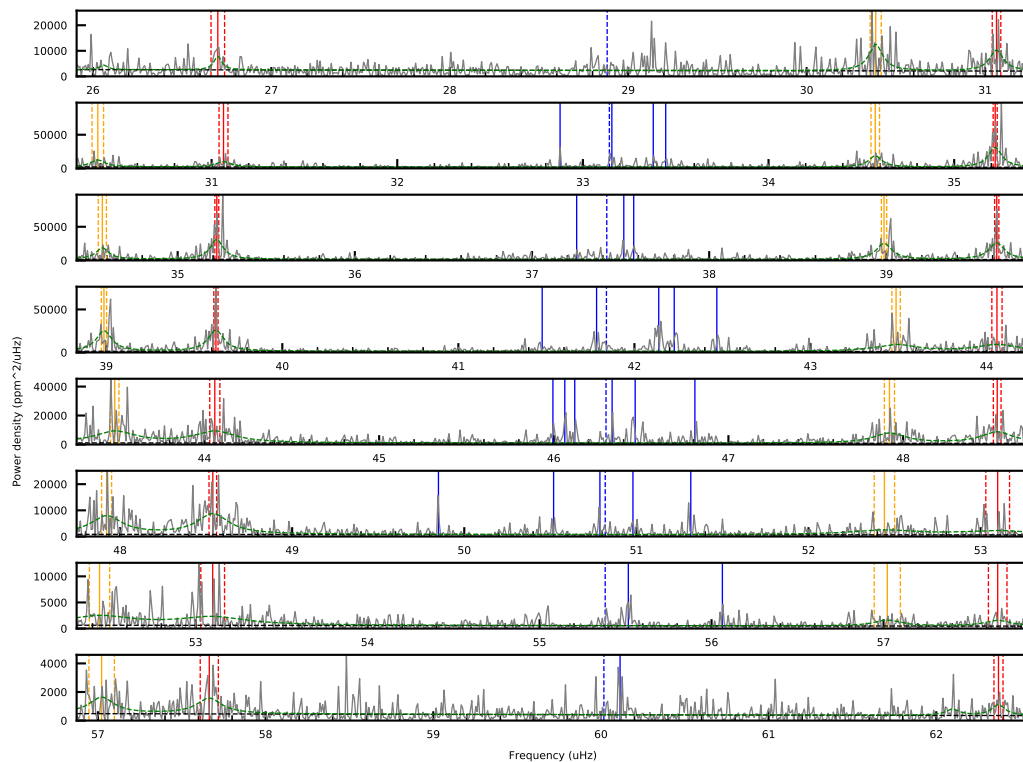 20000
10000
0
26 27 28 29 30 31
50000
0
31 32 33 34 35
50000
0
35 36 37 38 39
50000
0
39 40 41 42 43 44
40000
20000
0
44 45 46 47 48
Power density (ppm^2/uHz)
20000
10000
0
48 49 50 51 52 53
10000
5000
0
53 54 55 56 57
4000
2000
0
57 58 59 60 61 62
Frequency (uHz)